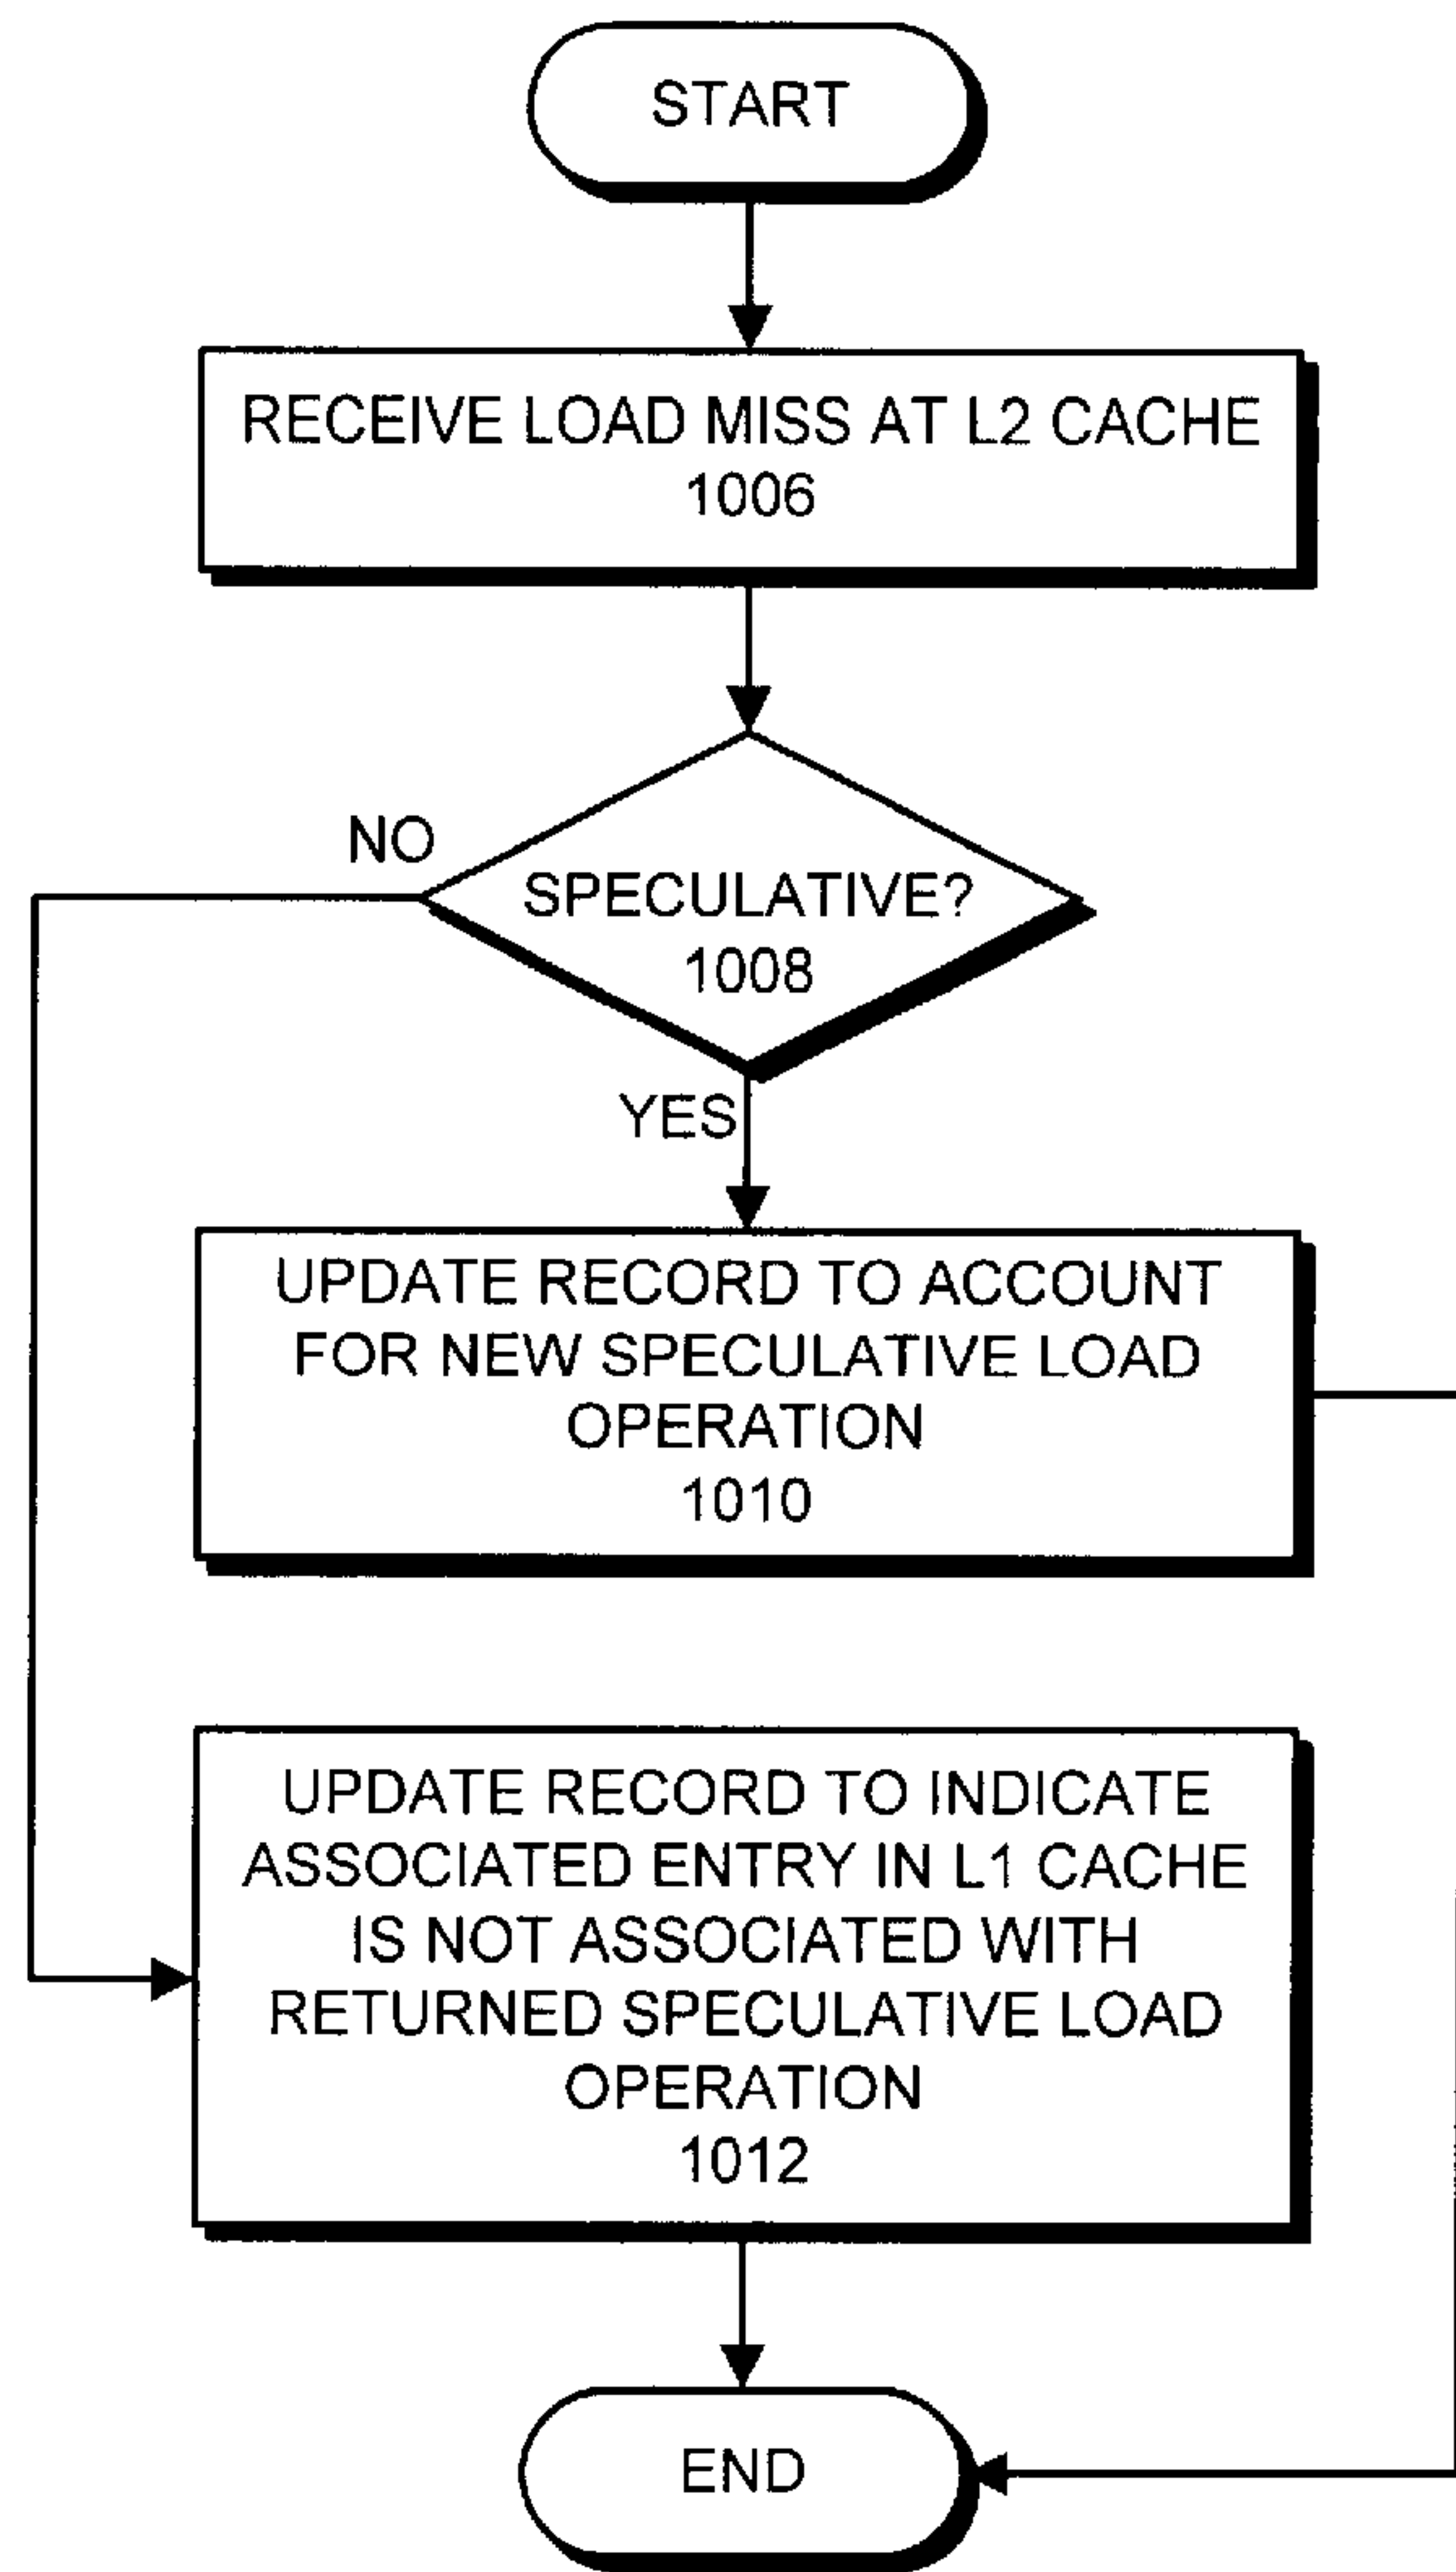 START
RECEIVE LOAD MISS AT L2 CACHE
1006
NO
SPECULATIVE?
1008
YES
UPDATE RECORD TO ACCOUNT
FOR NEW SPECULATIVE LOAD
OPERATION
1010
UPDATE RECORD TO INDICATE
ASSOCIATED ENTRY IN L1 CACHE
IS NOT ASSOCIATED WITH
RETURNED SPECULATIVE LOAD
OPERATION
1012
END